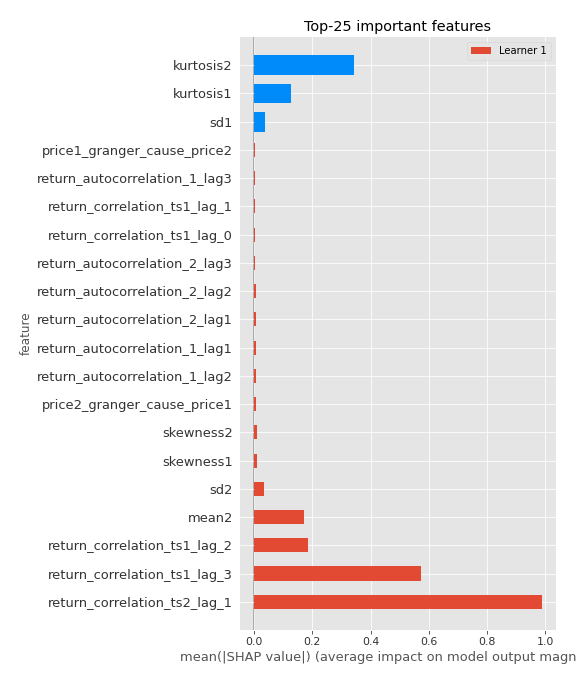 Top-25 important features
Learner 1
kurtosis2
kurtosis1
sd1
price1_granger_cause_price2
return_autocorrelation_1_lag3
return_correlation_ts1_lag_1
return_correlation_ts1_lag_0
return_autocorrelation_2_lag3
return_autocorrelation_2_lag2
return_autocorrelation_2_lag1
return_autocorrelation_1_lag1
return_autocorrelation_1_lag2
price2_granger_cause_price1
skewness2
skewness1
sd2
mean2
return_correlation_ts1_lag_2
return_correlation_ts1_lag_3
return_correlation_ts2_lag_1
feature
0.0 0.2 0.4 0.6 0.8 1.0
mean(|SHAP value|) (average impact on model output magn